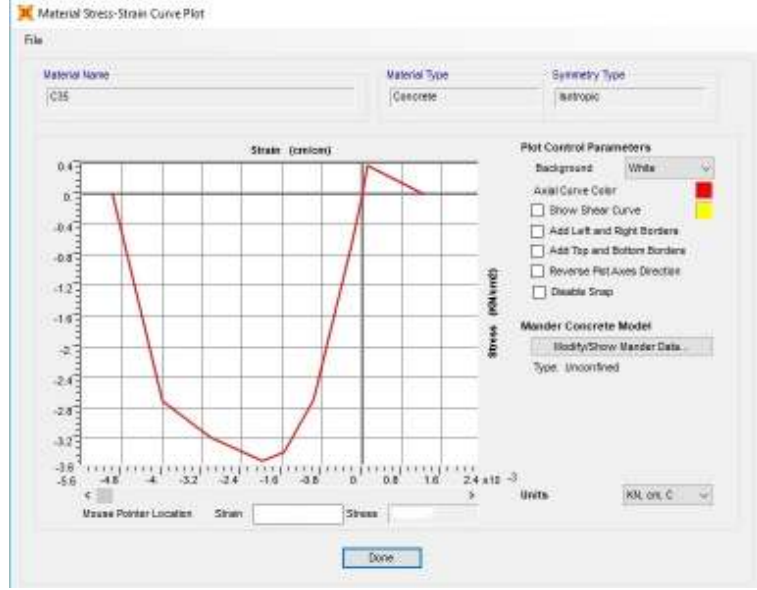 Material Stress-Strain Curve Plot
File
Material Name
Material Type
Symmetry Type
C35
Concrete
Isotropic
Strain (cm/cm)
Plot Control Parameters
Background White
Axial Curve Color
Show Shear Curve
Add Left and Right Borders
Add Top and Bottom Borders
Reverse Plot Axes Direction
Disable Snap
Mander Concrete Model
Modify/Show Mander Data...
Type: Unconfined
0.4
0.
-0.4
-0.8
-1.2
-1.6
-2.
-2.4
-2.8
-3.2
-3.6
Stress (KN/cm2)
-5.6 -4.8 -4. -3.2 -2.4 -1.6 -0.8 0. 0.8 1.6 2.4 x10 -3
Units KN, cm, C
Mouse Pointer Location Strain Stress
Done